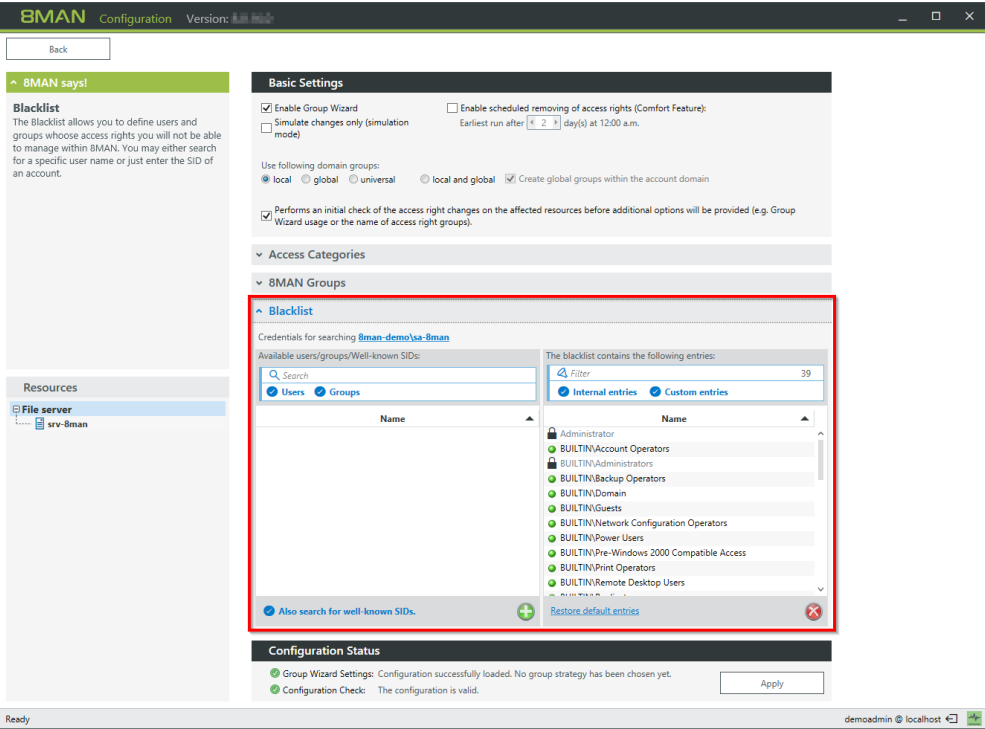 8MAN Configuration Version:
Back
8MAN says!
Blacklist
The Blacklist allows you to define users and
groups whoose access rights you will not be able
to manage within 8MAN. You may either search
for a specific user name or just enter the SID of
an account.
Resources
File server
srv-8man
Basic Settings
Enable Group Wizard
Simulate changes only (simulation
mode)
Enable scheduled removing of access rights (Comfort Feature):
Earliest run after 2 day(s) at 12:00 a.m.
Use following domain groups:
local global universal local and global Create global groups within the account domain
Performs an initial check of the access right changes on the affected resources before additional options will be provided (e.g. Group
Wizard usage or the name of access right groups).
Access Categories
8MAN Groups
Blacklist
Credentials for searching 8man-demo\sa-8man
Available users/groups/Well-known SIDs:
Search
Users Groups
Name
Also search for well-known SIDs.
The blacklist contains the following entries:
Filter 39
Internal entries Custom entries
Name
Administrator
BUILTIN\Account Operators
BUILTIN\Administrators
BUILTIN\Backup Operators
BUILTIN\Domain
BUILTIN\Guests
BUILTIN\Network Configuration Operators
BUILTIN\Power Users
BUILTIN\Pre-Windows 2000 Compatible Access
BUILTIN\Print Operators
BUILTIN\Remote Desktop Users
Restore default entries
Configuration Status
Group Wizard Settings: Configuration successfully loaded. No group strategy has been chosen yet.
Configuration Check: The configuration is valid.
Apply
Ready
demoadmin @ localhost